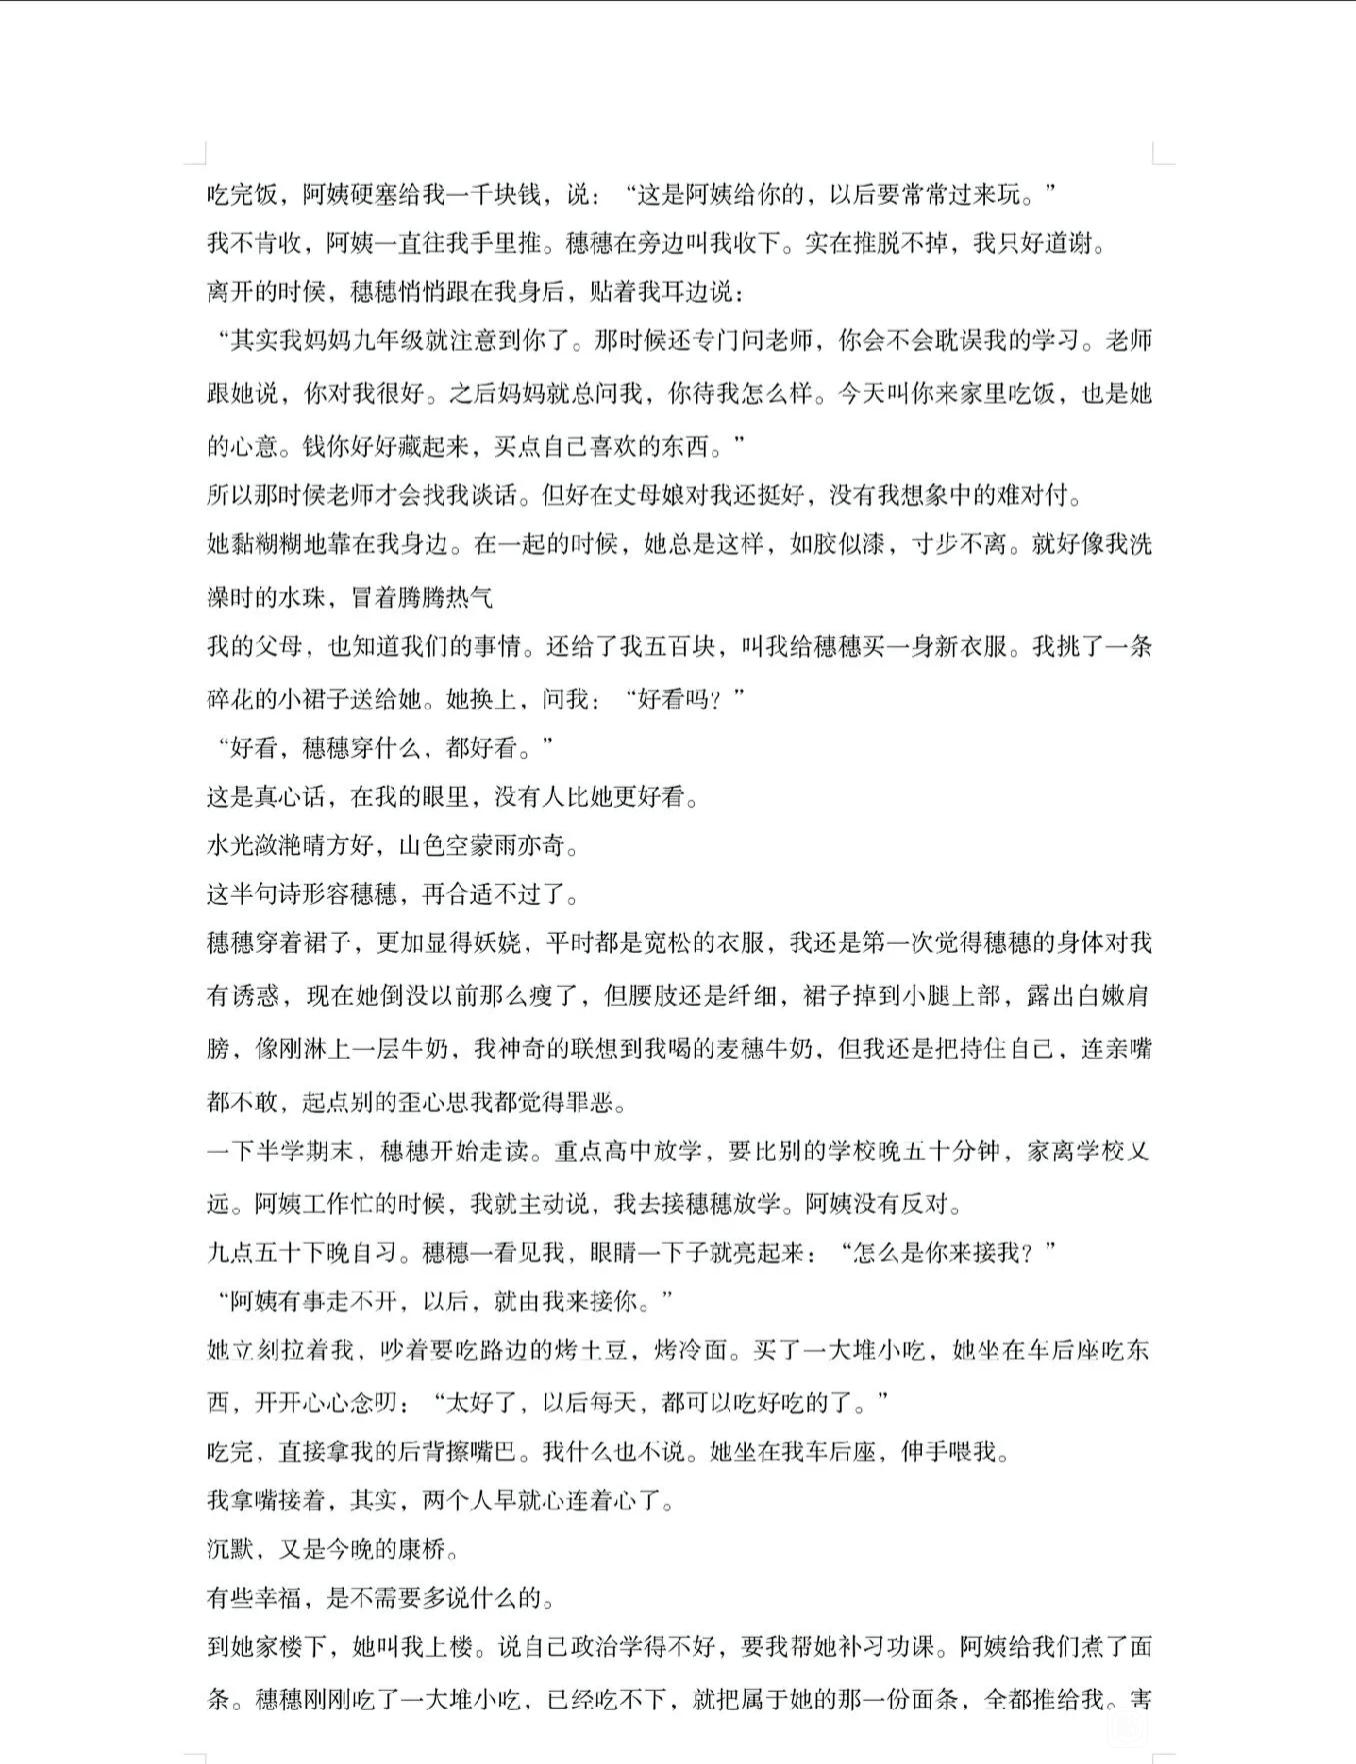 吃完饭，阿姨硬塞给我一千块钱，说：“这是阿姨给你的，以后要常常过来玩。”
我不肯收，阿姨一直往我手里推。穗穗在旁边叫我收下。实在推脱不掉，我只好道谢。
离开的时候，穗穗悄悄跟在我身后，贴着我耳边说：
“其实我妈妈九年级就注意到你了。那时候还专门问老师，你会不会耽误我的学习。老师
跟她说，你对我很好。之后妈妈就总问我，你待我怎么样。今天叫你来家里吃饭，也是她
的心意。钱你好好藏起来，买点自己喜欢的东西。”
所以那时候老师才会找我谈话。但好在丈母娘对我还挺好，没有我想象中的难对付。
她黏糊糊地靠在我身边。在一起的时候，她总是这样，如胶似漆，寸步不离。就好像我洗
澡时的水珠，冒着腾腾热气
我的父母，也知道我们的事情。还给了我五百块，叫我给穗穗买一身新衣服。我挑了一条
碎花的小裙子送给她。她换上，问我：“好看吗？”
“好看，穗穗穿什么，都好看。”
这是真心话，在我的眼里，没有人比她更好看。
水光潋滟晴方好，山色空蒙雨亦奇。
这半句诗形容穗穗，再合适不过了。
穗穗穿着裙子，更加显得妖娆，平时都是宽松的衣服，我还是第一次觉得穗穗的身体对我
有诱惑，现在她倒没以前那么瘦了，但腰肢还是纤细，裙子掉到小腿上部，露出白嫩肩
膀，像刚淋上一层牛奶，我神奇的联想到我喝的麦穗牛奶，但我还是把持住自己，连亲嘴
都不敢，起点别的歪心思我都觉得罪恶。
一下半学期末，穗穗开始走读。重点高中放学，要比别的学校晚五十分钟，家离学校又
远。阿姨工作忙的时候，我就主动说，我去接穗穗放学。阿姨没有反对。
九点五十下晚自习。穗穗一看见我，眼睛一下子就亮起来：“怎么是你来接我？”
“阿姨有事走不开，以后，就由我来接你。”
她立刻拉着我，吵着要吃路边的烤土豆，烤冷面。买了一大堆小吃，她坐在车后座吃东
西，开开心心念叨：“太好了，以后每天，都可以吃好吃的了。”
吃完，直接拿我的后背擦嘴巴。我什么也不说。她坐在我车后座，伸手喂我。
我拿嘴接着，其实，两个人早就心连着心了。
沉默，又是今晚的康桥。
有些幸福，是不需要多说什么的。
到她家楼下，她叫我上楼。说自己政治学得不好，要我帮她补习功课。阿姨给我们煮了面
条。穗穗刚刚吃了一大堆小吃，已经吃不下，就把属于她的那一份面条，全都推给我。害